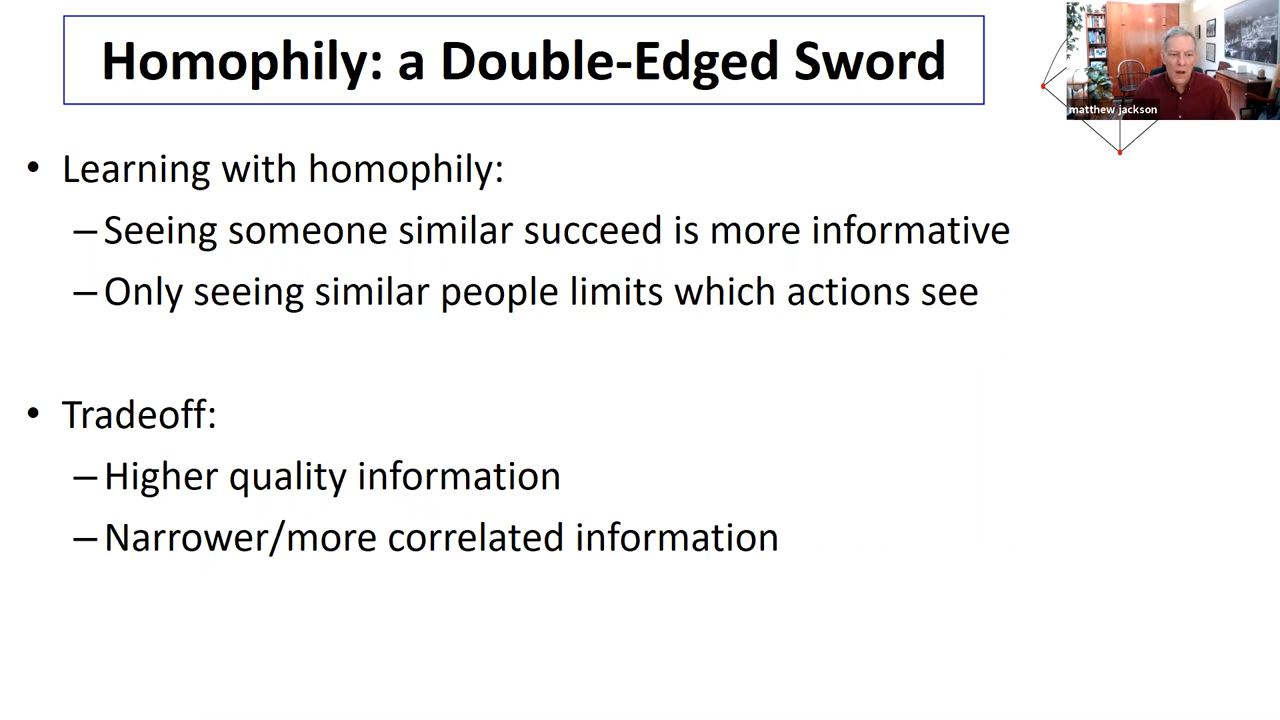 Homophily: a Double-Edged Sword
matthew jackson
• Learning with homophily:
– Seeing someone similar succeed is more informative
– Only seeing similar people limits which actions see
• Tradeoff:
– Higher quality information
– Narrower/more correlated information